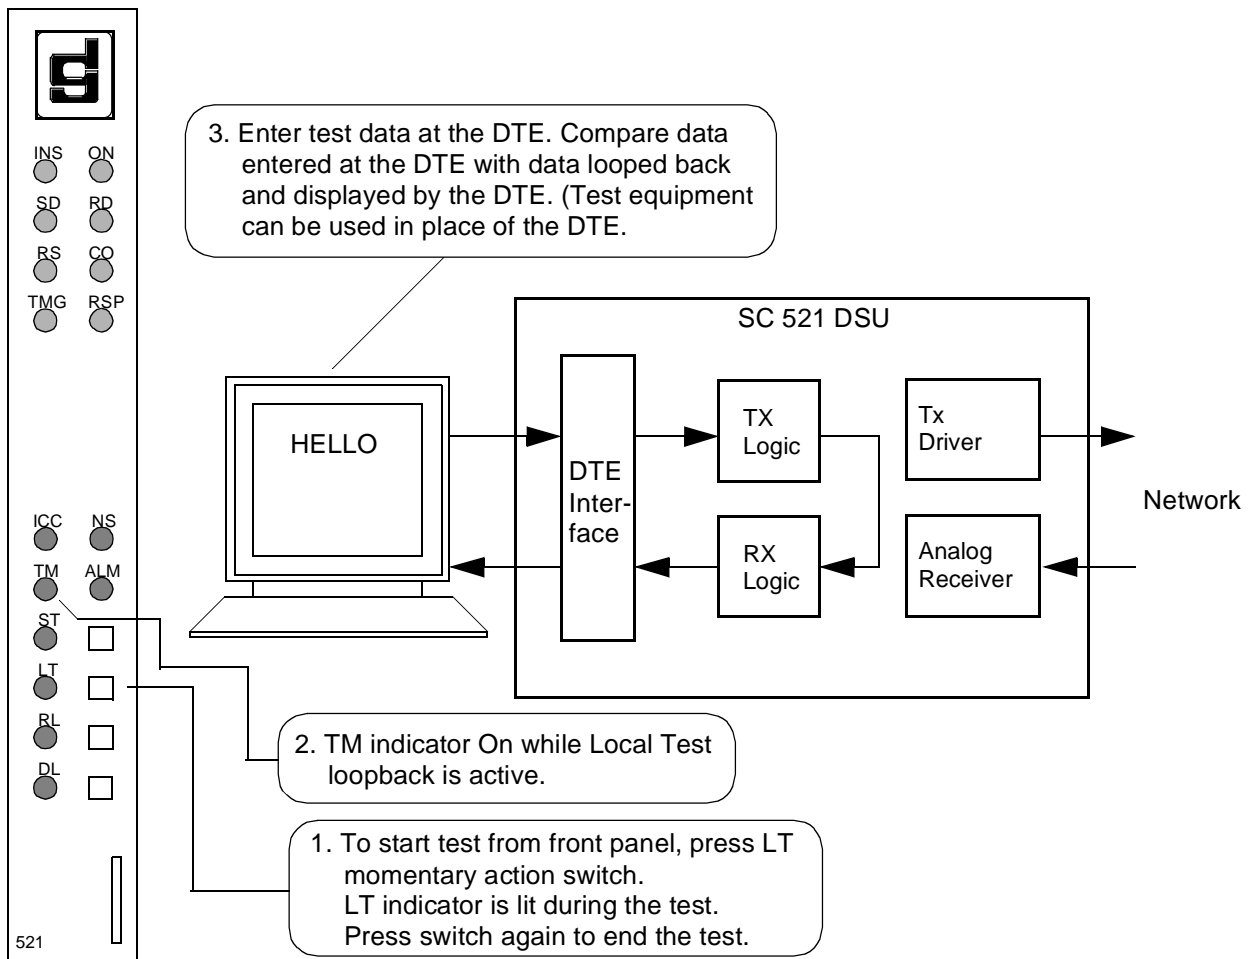 3. Enter test data at the DTE. Compare data
entered at the DTE with data looped back
and displayed by the DTE. (Test equipment
can be used in place of the DTE.
INS ON
SD RD
RS CO
TMG RSP
SC 521 DSU
HELLO
DTE
Inter-
face
TX
Logic
Tx
Driver
RX
Logic
Analog
Receiver
Network
ICC NS
TM ALM
ST
LT
RL
DL
2. TM indicator On while Local Test
loopback is active.
1. To start test from front panel, press LT
momentary action switch.
LT indicator is lit during the test.
Press switch again to end the test.
521